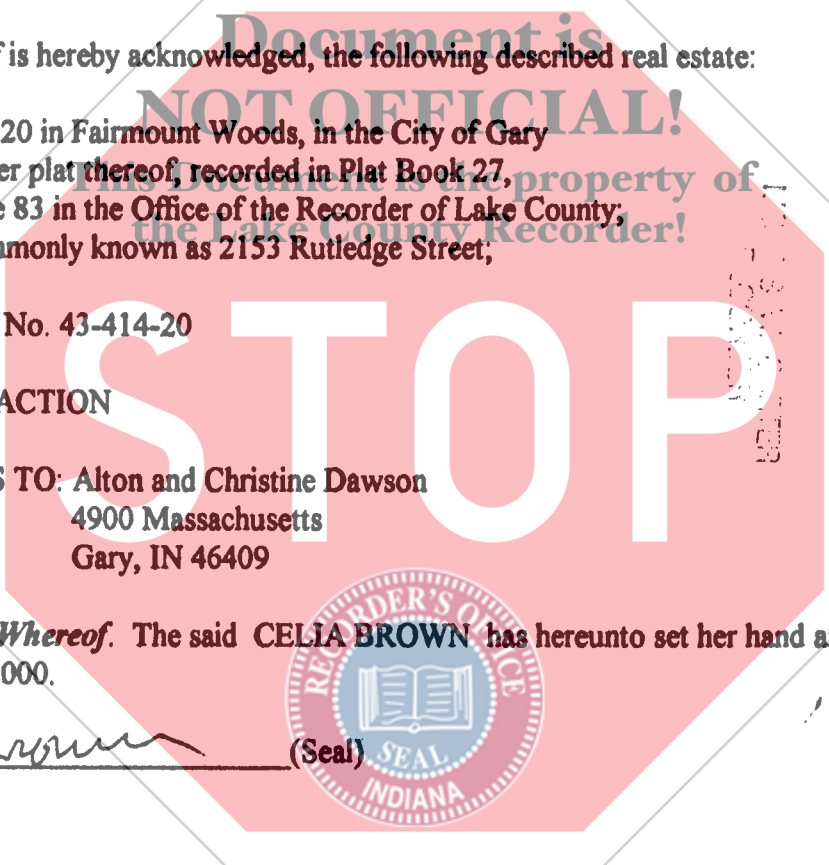 Document is
f is hereby acknowledged, the following described real estate:
NOT OFFICIAL!
20 in Fairmount Woods, in the City of Gary
er plat thereof, recorded in Plat Book 27,
This Document is the property of
e 83 in the Office of the Recorder of Lake County;
the Lake County Recorder!
mmonly known as 2153 Rutledge Street;
No. 43-414-20
STOP
ACTION
S TO: Alton and Christine Dawson
4900 Massachusetts
Gary, IN 46409
Whereof. The said CELIA BROWN has hereunto set her hand a
000.
(Seal)
RECORDER'S OFFICE
SEAL
INDIANA